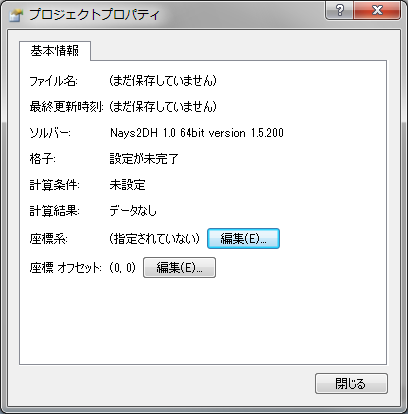 プロジェクトプロパティ
基本情報
ファイル名: (まだ保存していません)
最終更新時刻: (まだ保存していません)
ソルバー: Nays2DH 1.0 64bit version 1.5.200
格子: 設定が未完了
計算条件: 未設定
計算結果: データなし
座標系: (指定されていない) 編集(E)...
座標 オフセット: (0, 0) 編集(E)...
閉じる